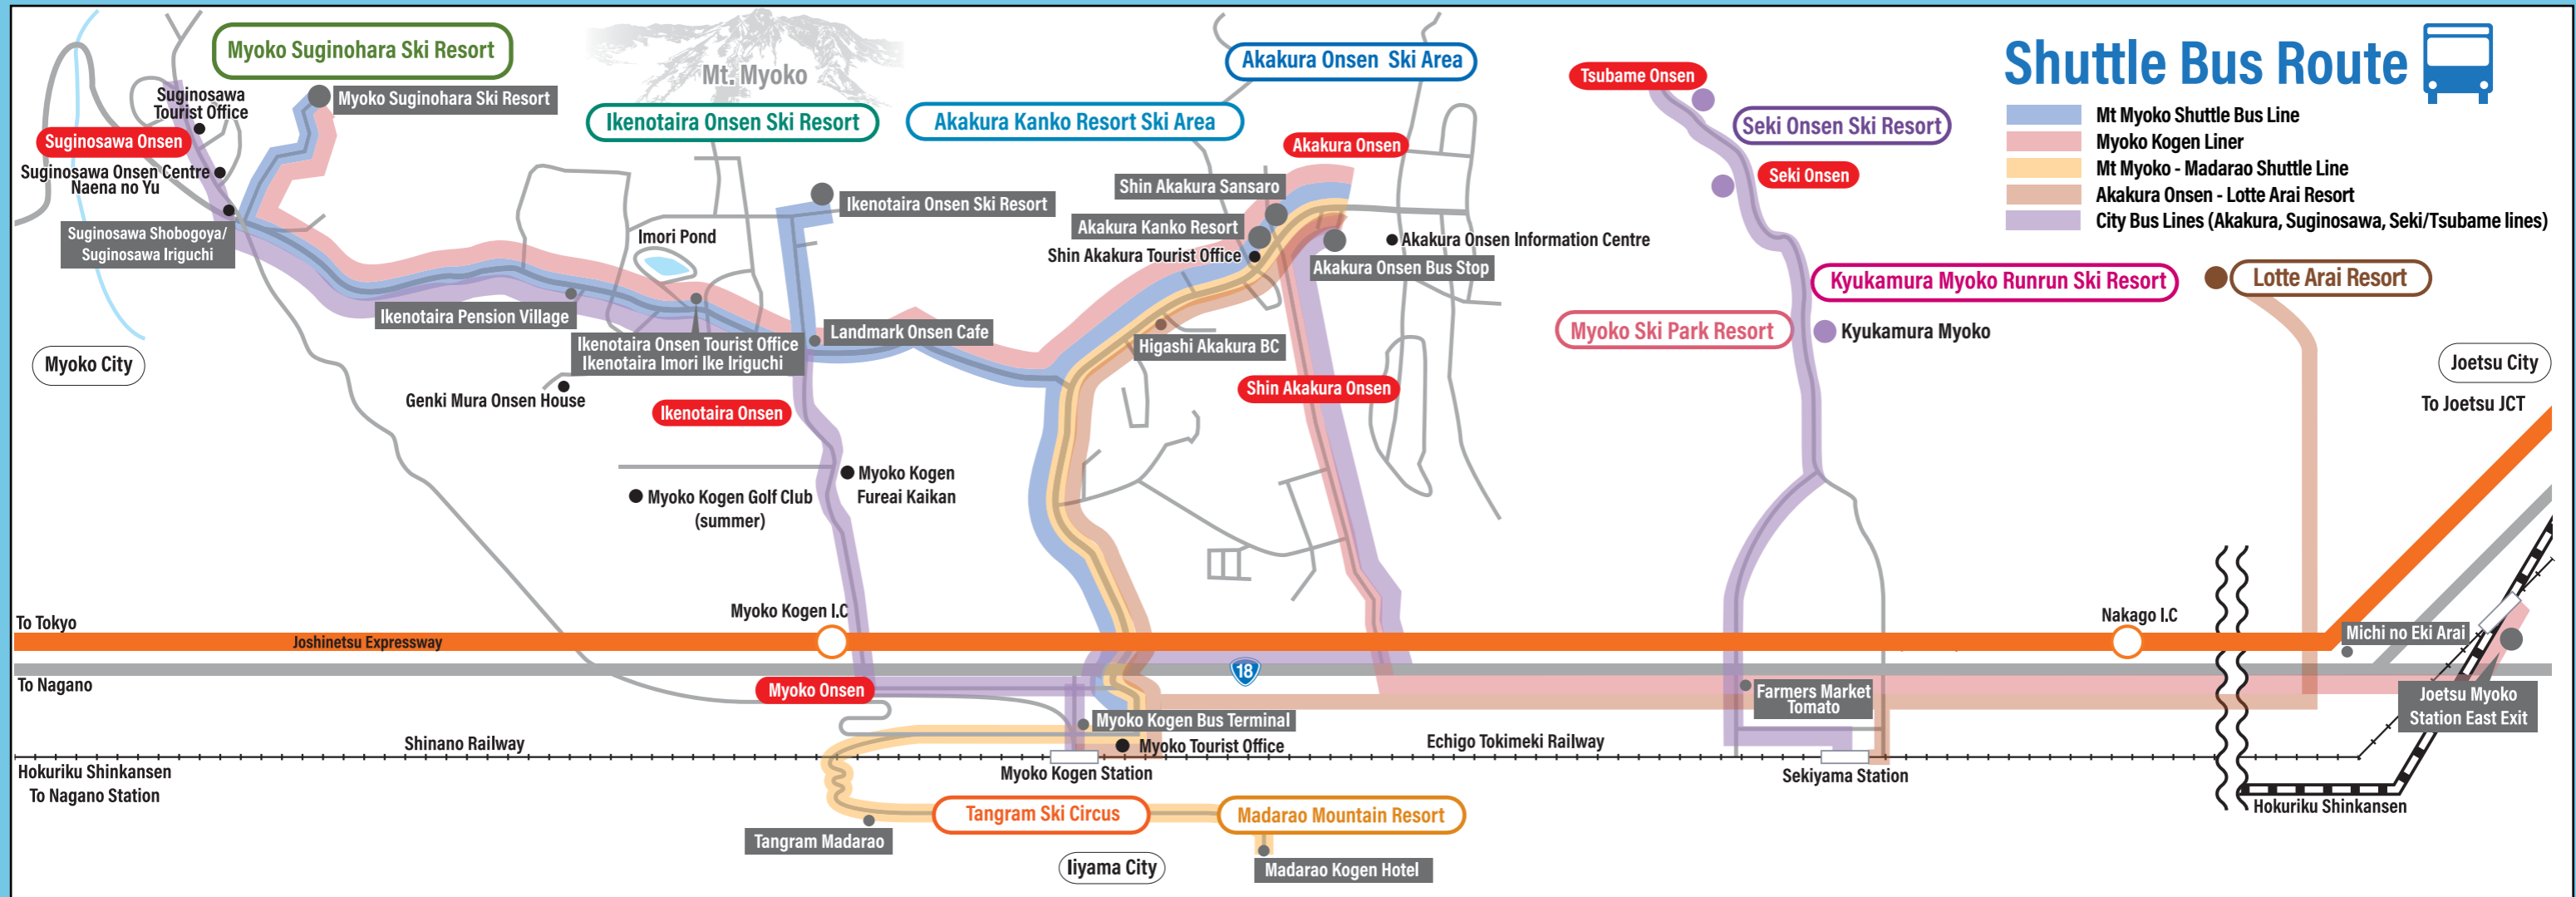 Shuttle Bus Route
Mt Myoko Shuttle Bus Line
Myoko Kogen Liner
Mt Myoko - Madarao Shuttle Line
Akakura Onsen - Lotte Arai Resort
City Bus Lines (Akakura, Suginosawa, Seki/Tsubame lines)
Myoko Suginohara Ski Resort
Mt. Myoko
Akakura Onsen Ski Area
Tsubame Onsen
Suginosawa
Tourist Office
Myoko Suginohara Ski Resort
Ikenotaira Onsen Ski Resort
Akakura Kanko Resort Ski Area
Seki Onsen Ski Resort
Suginosawa Onsen
Akakura Onsen
Suginosawa Onsen Centre
Naena no Yu
Shin Akakura Sansaro
Seki Onsen
Ikenotaira Onsen Ski Resort
Akakura Kanko Resort
Suginosawa Shobogoya/
Suginosawa Iriguchi
Imori Pond
Shin Akakura Tourist Office
Akakura Onsen Information Centre
Akakura Onsen Bus Stop
Kyukamura Myoko Runrun Ski Resort
Lotte Arai Resort
Ikenotaira Pension Village
Landmark Onsen Cafe
Myoko Ski Park Resort
Kyukamura Myoko
Ikenotaira Onsen Tourist Office
Ikenotaira Imori Ike Iriguchi
Higashi Akakura BC
Myoko City
Joetsu City
Genki Mura Onsen House
Ikenotaira Onsen
Shin Akakura Onsen
To Joetsu JCT
Myoko Kogen
Fureai Kaikan
Myoko Kogen Golf Club
(summer)
Myoko Kogen I.C
Nakago I.C
To Tokyo
Joshinetsu Expressway
Michi no Eki Arai
To Nagano
18
Myoko Onsen
Farmers Market
Tomato
Joetsu Myoko
Station East Exit
Myoko Kogen Bus Terminal
Myoko Tourist Office
Shinano Railway
Echigo Tokimeki Railway
Hokuriku Shinkansen
To Nagano Station
Myoko Kogen Station
Sekiyama Station
Hokuriku Shinkansen
Tangram Ski Circus
Madarao Mountain Resort
Tangram Madarao
Iiyama City
Madarao Kogen Hotel